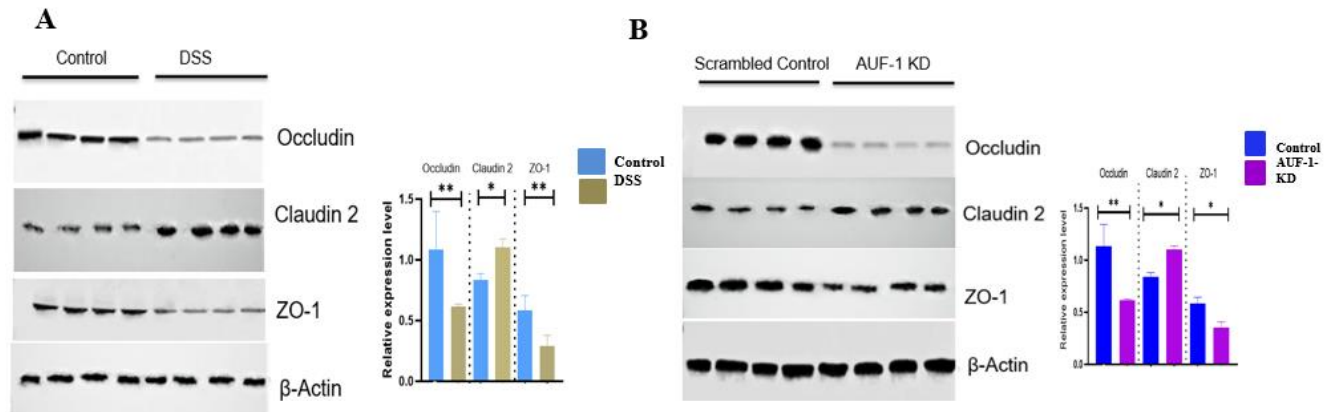 A
Control DSS
Occludin
Claudin 2
ZO-1
β-Actin
Control
DSS
Occludin Claudin 2 ZO-1
** * **
Relative expression level
1.5
1.0
0.5
0.0
B
Scrambled Control AUF-1 KD
Occludin
Claudin 2
ZO-1
β-Actin
Control
AUF-1-
KD
Occludin Claudin 2 ZO-1
** * *
Relative expression level
1.5
1.0
0.5
0.0